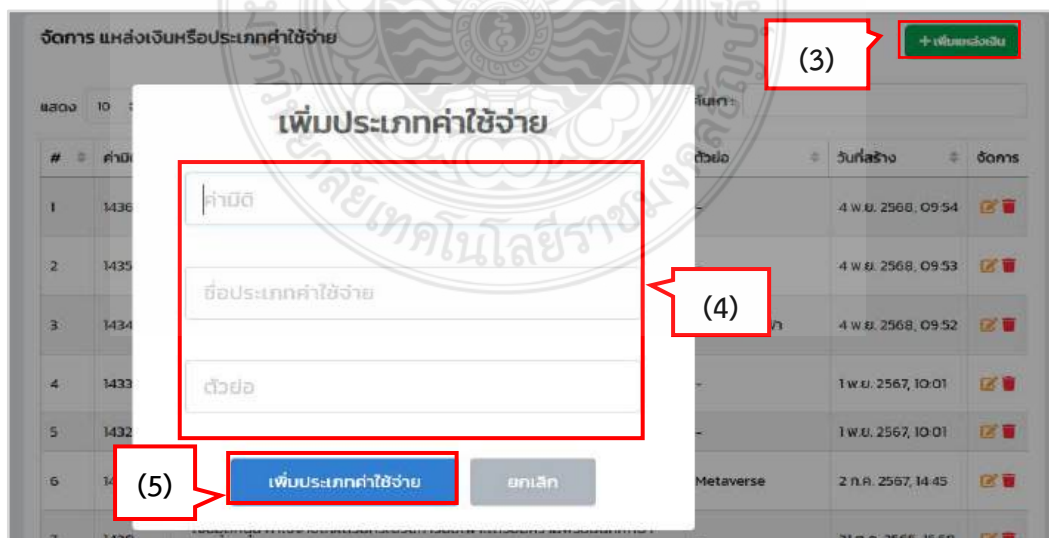 จัดการ แหล่งเงินหรือประเภทค่าใช้จ่าย
(3)
+ เพิ่มแหล่งเงิน
แสดง 10
ค้นหา :
เพิ่มประเภทค่าใช้จ่าย
# ตัวย่อ วันที่สร้าง จัดการ
ค่ามิติ
1 1436 - 4 พ.ย. 2568, 09:54
2 1435 4 พ.ย. 2568, 09:53
ชื่อประเภทค่าใช้จ่าย
(4)
3 1434 4 พ.ย. 2568, 09:52
ตัวย่อ
4 1433 - 1 พ.ย. 2567, 10:01
5 1432 - 1 พ.ย. 2567, 10:01
(5)
เพิ่มประเภทค่าใช้จ่าย
ยกเลิก
6 Metaverse 2 ก.ค. 2567, 14:45